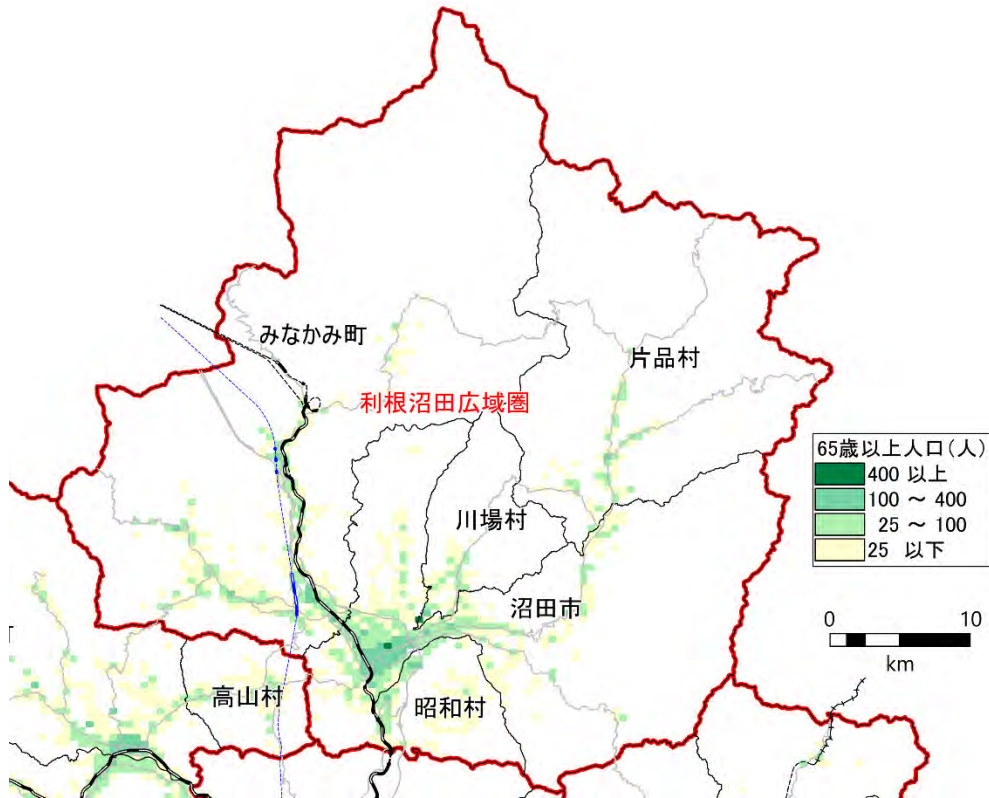 みなかみ町
片品村
利根沼田広域圏
65歳以上人口(人)
400 以上
100 ～ 400
25 ～ 100
25 以下
川場村
沼田市
0 10
km
高山村
昭和村